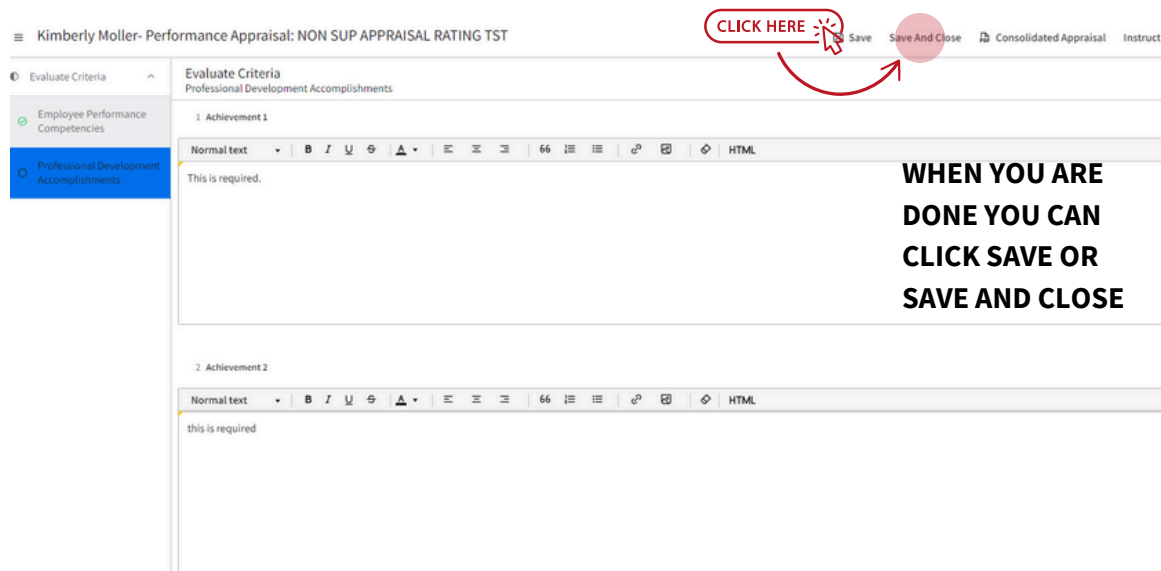 CLICK HERE
Kimberly Moller- Performance Appraisal: NON SUP APPRAISAL RATING TST
Save Save And Close Consolidated Appraisal Instruct
Evaluate Criteria
Evaluate Criteria
Professional Development Accomplishments
Employee Performance
Competencies
Professional Development
Accomplishments
1 Achievement 1
Normal text B I U S A 66 HTML
This is required.
WHEN YOU ARE
DONE YOU CAN
CLICK SAVE OR
SAVE AND CLOSE
2 Achievement 2
Normal text B I U S A 66 HTML
this is required